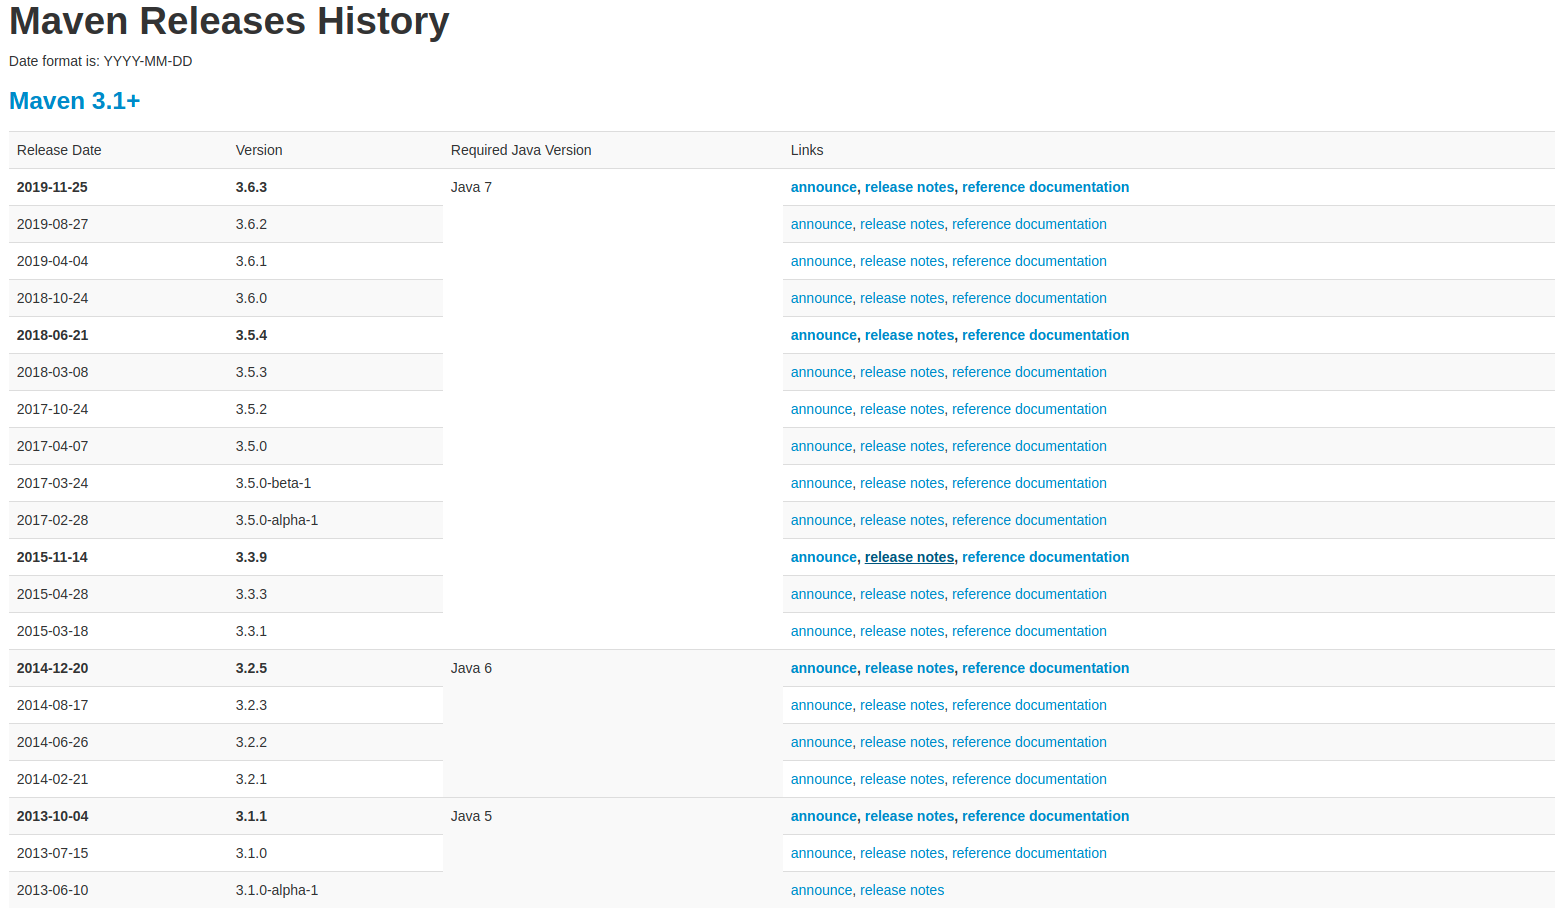 Maven Releases History
Date format is: YYYY-MM-DD
Maven 3.1+
Release Date Version Required Java Version Links
2019-11-25 3.6.3 Java 7 announce, release notes, reference documentation
2019-08-27 3.6.2 announce, release notes, reference documentation
2019-04-04 3.6.1 announce, release notes, reference documentation
2018-10-24 3.6.0 announce, release notes, reference documentation
2018-06-21 3.5.4 announce, release notes, reference documentation
2018-03-08 3.5.3 announce, release notes, reference documentation
2017-10-24 3.5.2 announce, release notes, reference documentation
2017-04-07 3.5.0 announce, release notes, reference documentation
2017-03-24 3.5.0-beta-1 announce, release notes, reference documentation
2017-02-28 3.5.0-alpha-1 announce, release notes, reference documentation
2015-11-14 3.3.9 announce, release notes, reference documentation
2015-04-28 3.3.3 announce, release notes, reference documentation
2015-03-18 3.3.1 announce, release notes, reference documentation
2014-12-20 3.2.5 Java 6 announce, release notes, reference documentation
2014-08-17 3.2.3 announce, release notes, reference documentation
2014-06-26 3.2.2 announce, release notes, reference documentation
2014-02-21 3.2.1 announce, release notes, reference documentation
2013-10-04 3.1.1 Java 5 announce, release notes, reference documentation
2013-07-15 3.1.0 announce, release notes, reference documentation
2013-06-10 3.1.0-alpha-1 announce, release notes